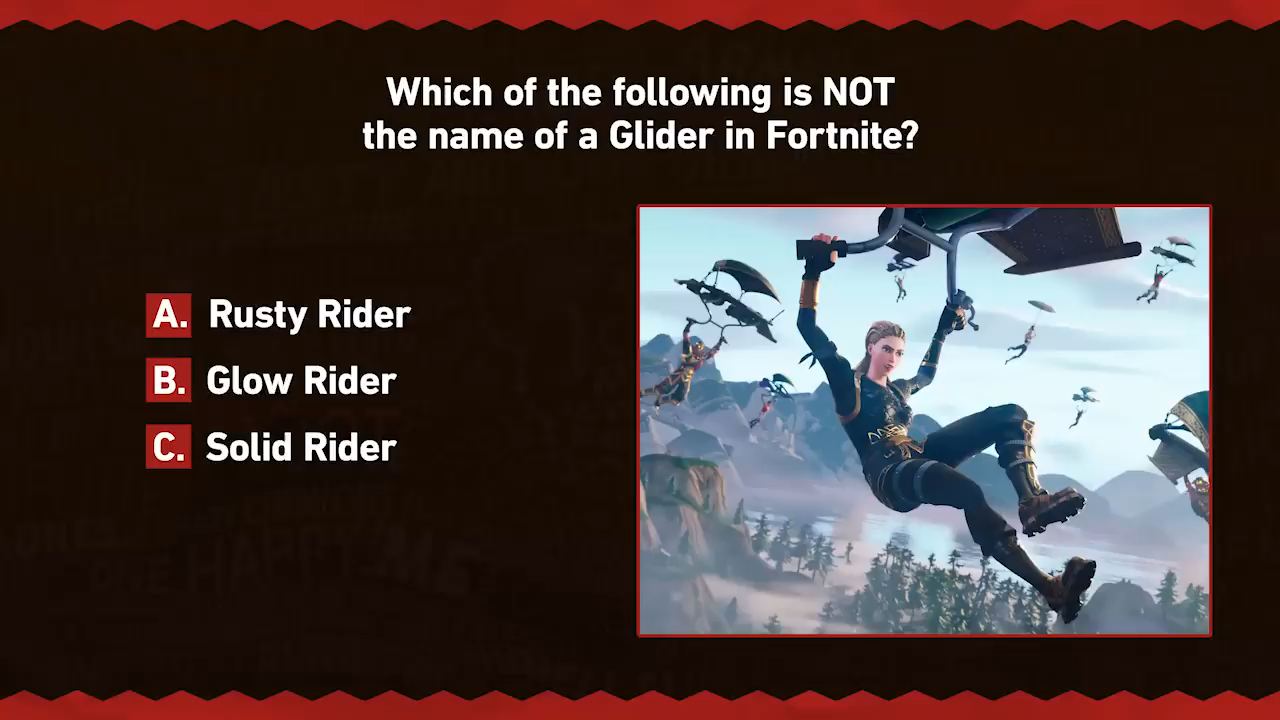 Which of the following is NOT
the name of a Glider in Fortnite?
A. Rusty Rider
B. Glow Rider
C. Solid Rider